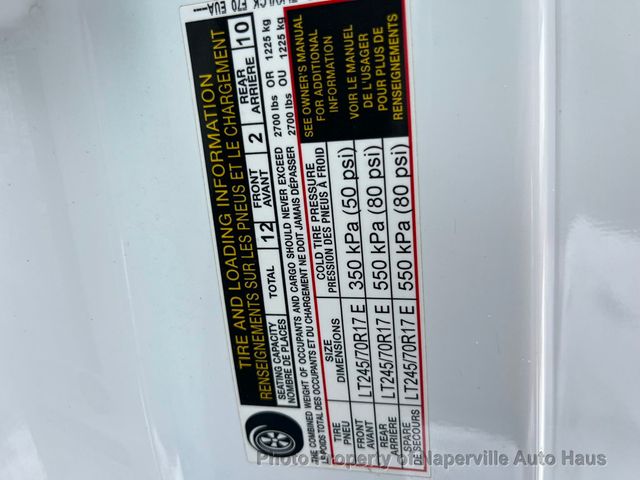 TIRE AND LOADING INFORMATION
RENSEIGNEMENTS SUR LES PNEUS ET LE CHARGEMENT
SEATING CAPACITY
NOMBRE DE PLACES
TOTAL 12
FRONT
AVANT 2
REAR
ARRIÈRE 10
THE COMBINED WEIGHT OF OCCUPANTS AND CARGO SHOULD NEVER EXCEED 2700 lbs OR 1225 kg
LE POIDS TOTAL DES OCCUPANTS ET DU CHARGEMENT NE DOIT JAMAIS DÉPASSER 2700 lbs OU 1225 kg
TIRE SIZE COLD TIRE PRESSURE
PNEU DIMENSIONS PRESSION DES PNEUS À FROID
FRONT
AVANT LT245/70R17 E 350 kPa (50 psi)
REAR
ARRIÈRE LT245/70R17 E 550 kPa (80 psi)
SPARE
SECOURS LT245/70R17 E 550 kPa (80 psi)
SEE OWNER'S MANUAL
FOR ADDITIONAL
INFORMATION
VOIR LE MANUEL
DE L'USAGER
POUR PLUS DE
RENSEIGNEMENTS
Photo Property of Naperville Auto Haus